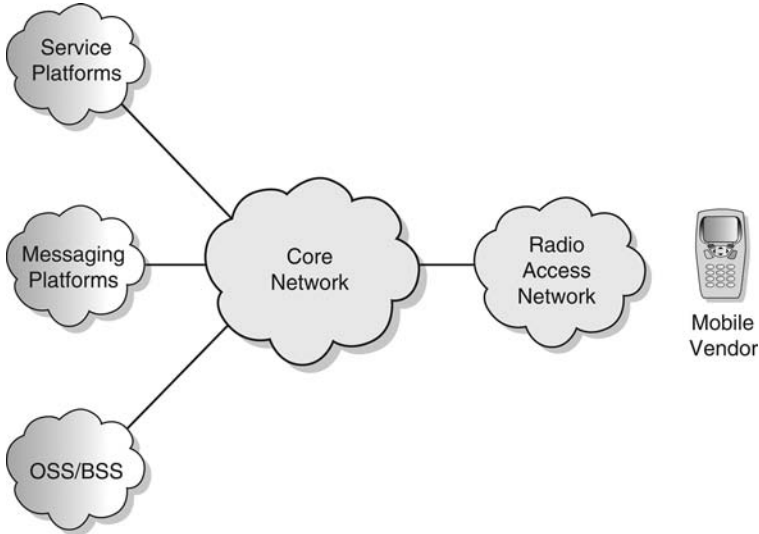 Service
Platforms
Messaging
Platforms
OSS/BSS
Core
Network
Radio
Access
Network
Mobile
Vendor